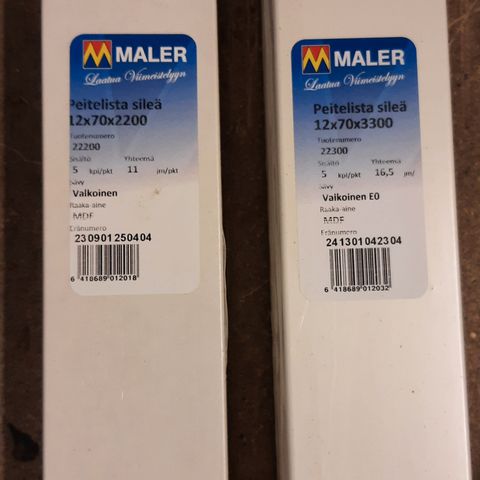 MALER
Laatua Viimeistelyyn
Peitelista sileä
12x70x2200
Tuotenumero
22200
Sisältö Yhteensä
5 kpl/pkt 11 jm/pkt
Sävy
Valkoinen
Raaka-aine
MDF
Eränumero
230901250404
6 418689 012018
MALER
Laatua Viimeistelyyn
Peitelista sileä
12x70x3300
Tuotenumero
22300
Sisältö Yhteensä
5 kpl/pkt 16,5 jm/pkt
Sävy
Valkoinen E0
Raaka-aine
MDF
Eränumero
241301042304
6 418689 012032